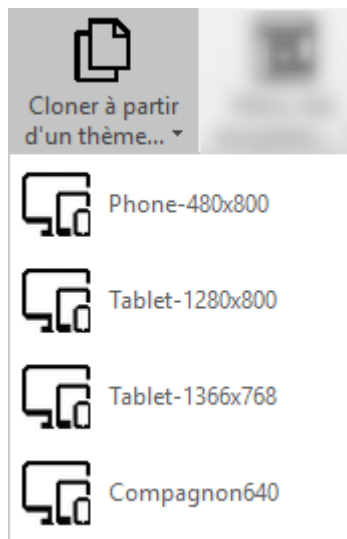 Cloner à partir
d'un thème...
Phone-480x800
Tablet-1280x800
Tablet-1366x768
Compagnon640